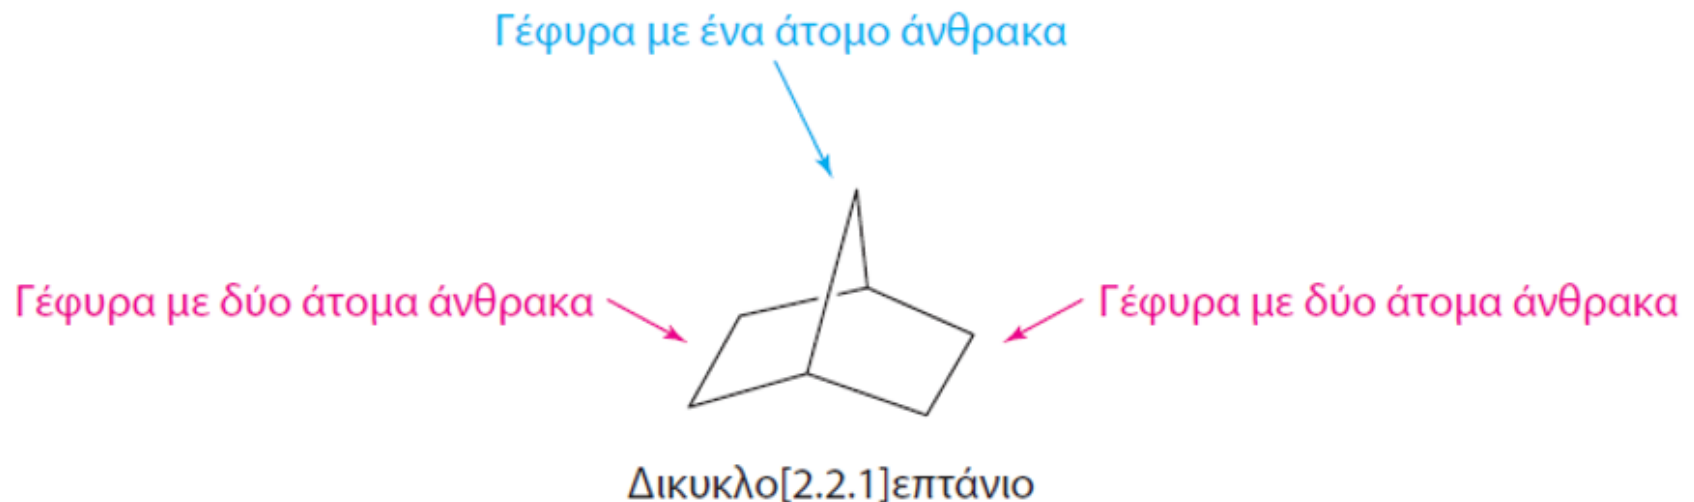 Γέφυρα με ένα άτομο άνθρακα
Γέφυρα με δύο άτομα άνθρακα
Γέφυρα με δύο άτομα άνθρακα
Δικυκλο[2.2.1]επτάνιο